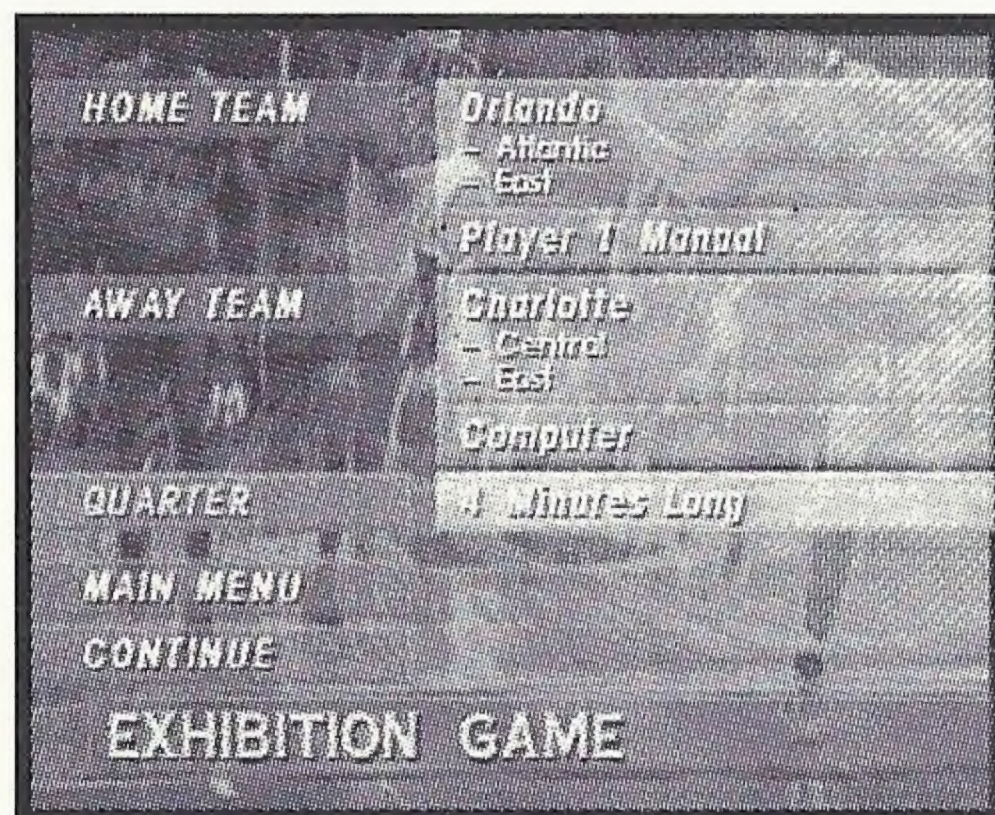 HOME TEAM Orlando
- Atlantic
- East
Player 1 Manual
AWAY TEAM Charlotte
- Central
- East
Computer
QUARTER 4 Minutes Long
MAIN MENU
CONTINUE
EXHIBITION GAME